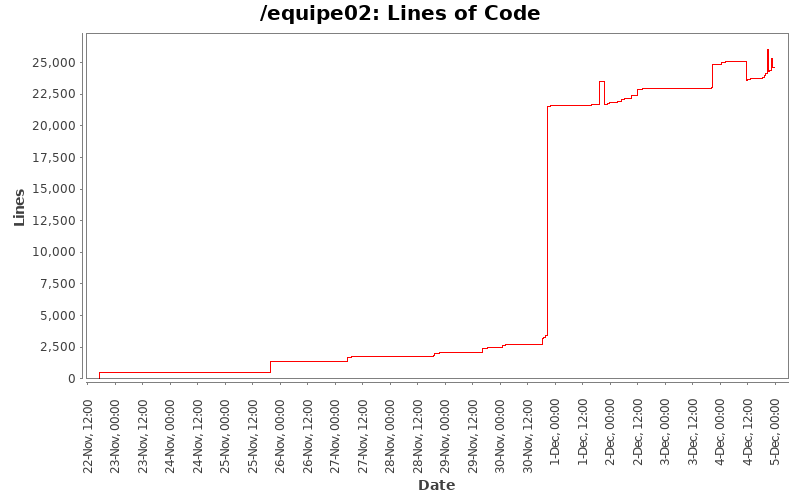 /equipe02: Lines of Code
25,000
22,500
20,000
17,500
15,000
12,500
10,000
7,500
5,000
2,500
0
Lines
22-Nov, 12:00
23-Nov, 00:00
23-Nov, 12:00
24-Nov, 00:00
24-Nov, 12:00
25-Nov, 00:00
25-Nov, 12:00
26-Nov, 00:00
26-Nov, 12:00
27-Nov, 00:00
27-Nov, 12:00
28-Nov, 00:00
28-Nov, 12:00
29-Nov, 00:00
29-Nov, 12:00
30-Nov, 00:00
30-Nov, 12:00
1-Dec, 00:00
1-Dec, 12:00
2-Dec, 00:00
2-Dec, 12:00
3-Dec, 00:00
3-Dec, 12:00
4-Dec, 00:00
4-Dec, 12:00
5-Dec, 00:00
Date